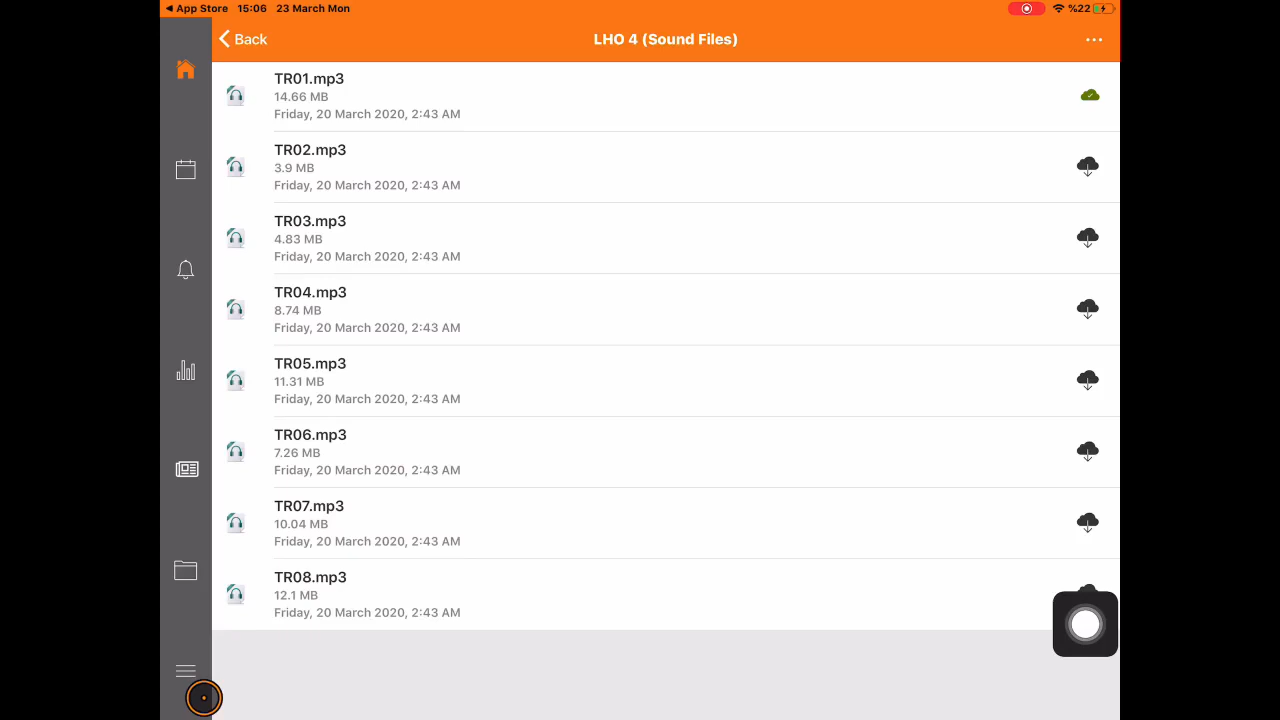 App Store 15:06 23 March Mon %22
Back
LHO 4 (Sound Files)
TR01.mp3
14.66 MB
Friday, 20 March 2020, 2:43 AM
TR02.mp3
3.9 MB
Friday, 20 March 2020, 2:43 AM
TR03.mp3
4.83 MB
Friday, 20 March 2020, 2:43 AM
TR04.mp3
8.74 MB
Friday, 20 March 2020, 2:43 AM
TR05.mp3
11.31 MB
Friday, 20 March 2020, 2:43 AM
TR06.mp3
7.26 MB
Friday, 20 March 2020, 2:43 AM
TR07.mp3
10.04 MB
Friday, 20 March 2020, 2:43 AM
TR08.mp3
12.1 MB
Friday, 20 March 2020, 2:43 AM